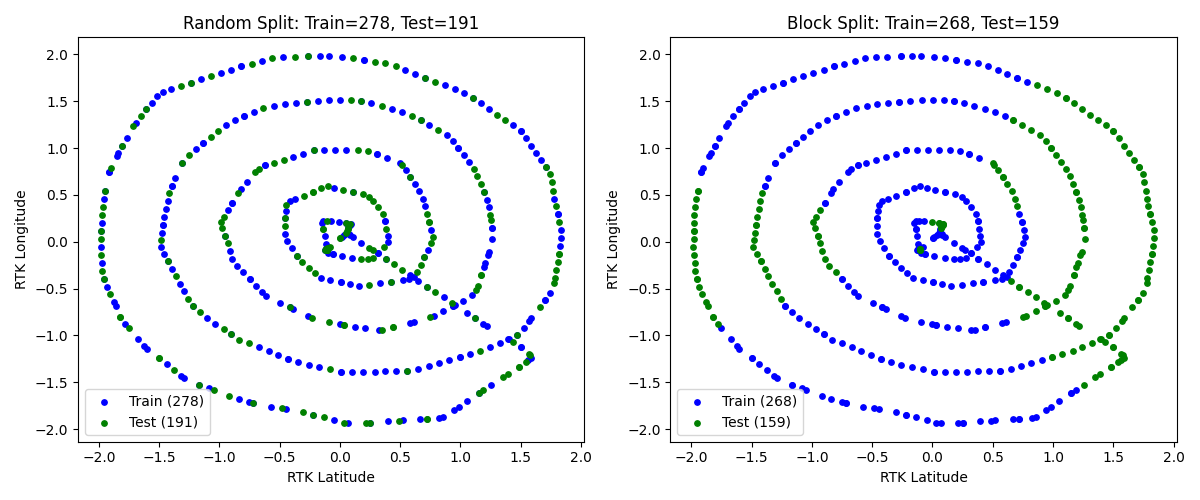 Random Split: Train=278, Test=191
RTK Longitude
2.0
1.5
1.0
0.5
0.0
−0.5
−1.0
−1.5
−2.0
Train (278)
Test (191)
−2.0 −1.5 −1.0 −0.5 0.0 0.5 1.0 1.5 2.0
RTK Latitude
Block Split: Train=268, Test=159
RTK Longitude
2.0
1.5
1.0
0.5
0.0
−0.5
−1.0
−1.5
−2.0
Train (268)
Test (159)
−2.0 −1.5 −1.0 −0.5 0.0 0.5 1.0 1.5 2.0
RTK Latitude